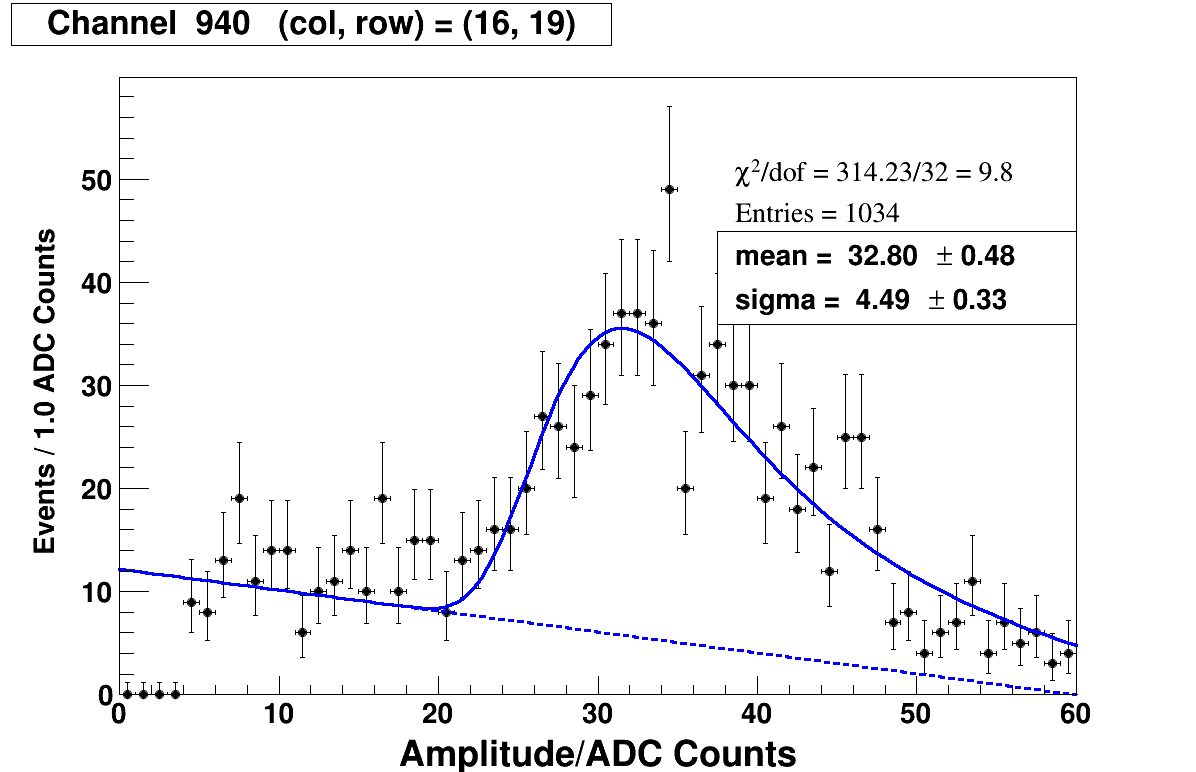 Channel 940 (col, row) = (16, 19)
χ²/dof = 314.23/32 = 9.8
Entries = 1034
mean = 32.80 ± 0.48
sigma = 4.49 ± 0.33
Events / 1.0 ADC Counts
50
40
30
20
10
0
0 10 20 30 40 50 60
Amplitude/ADC Counts